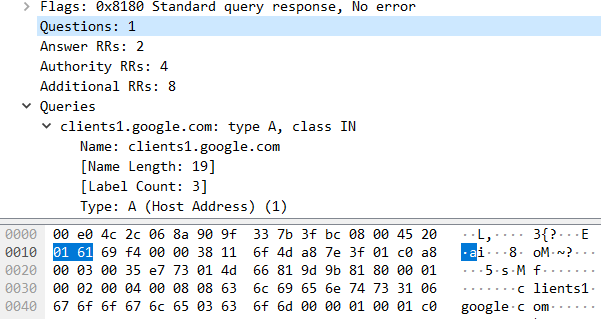 Flags: 0x8180 Standard query response, No error
Questions: 1
Answer RRs: 2
Authority RRs: 4
Additional RRs: 8
Queries
clients1.google.com: type A, class IN
Name: clients1.google.com
[Name Length: 19]
[Label Count: 3]
Type: A (Host Address) (1)
0000 00 e0 4c 2c 06 8a 90 9f 33 7b 3f bc 08 00 45 20 ··L,···· 3{?···E
0010 01 61 69 f4 00 00 38 11 6f 4d a8 7e 3f 01 c0 a8 ·ai···8· oM·~?···
0020 00 03 00 35 e7 73 01 4d 66 81 9d 9b 81 80 00 01 ···5·s·M f·······
0030 00 02 00 04 00 08 08 63 6c 69 65 6e 74 73 31 06 ·······c lients1·
0040 67 6f 6f 67 6c 65 03 63 6f 6d 00 00 01 00 01 c0 google·c om······